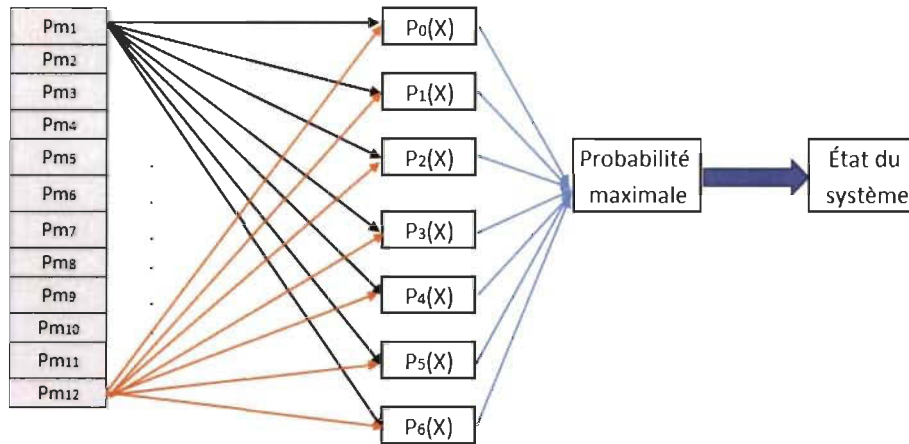 Pm1
Pm2
Pm3
Pm4
Pm5
Pm6
Pm7
Pm8
Pm9
Pm10
Pm11
Pm12
P0(X)
P1(X)
P2(X)
P3(X)
P4(X)
P5(X)
P6(X)
Probabilité
maximale
État du
système